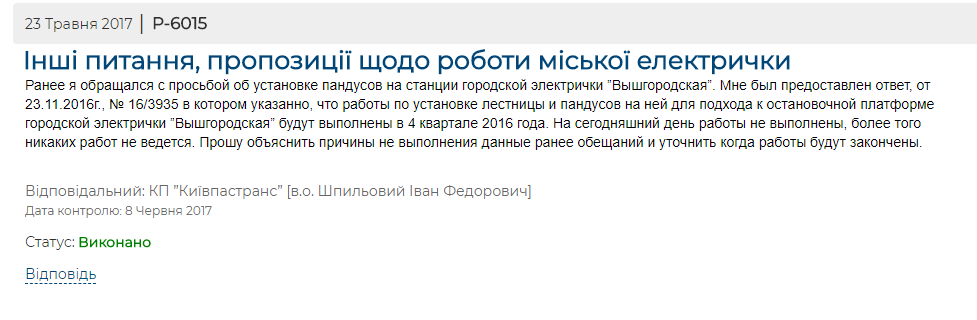 23 Травня 2017 | Р-6015
Інші питання, пропозиції щодо роботи міської електрички
Ранее я обращался с просьбой об установке пандусов на станции городской электрички ”Вышгородская”. Мне был предоставлен ответ, от
23.11.2016г., № 16/3935 в котором указанно, что работы по установке лестницы и пандусов на ней для подхода к остановочной платформе
городской электрички ”Вышгородская” будут выполнены в 4 квартале 2016 года. На сегодняшний день работы не выполнены, более того
никаких работ не ведется. Прошу объяснить причины не выполнения данные ранее обещаний и уточнить когда работы будут закончены.
Відповідальний: КП ”Київпастранс” [в.о. Шпильовий Іван Федорович]
Дата контролю: 8 Червня 2017
Статус: Виконано
Відповідь